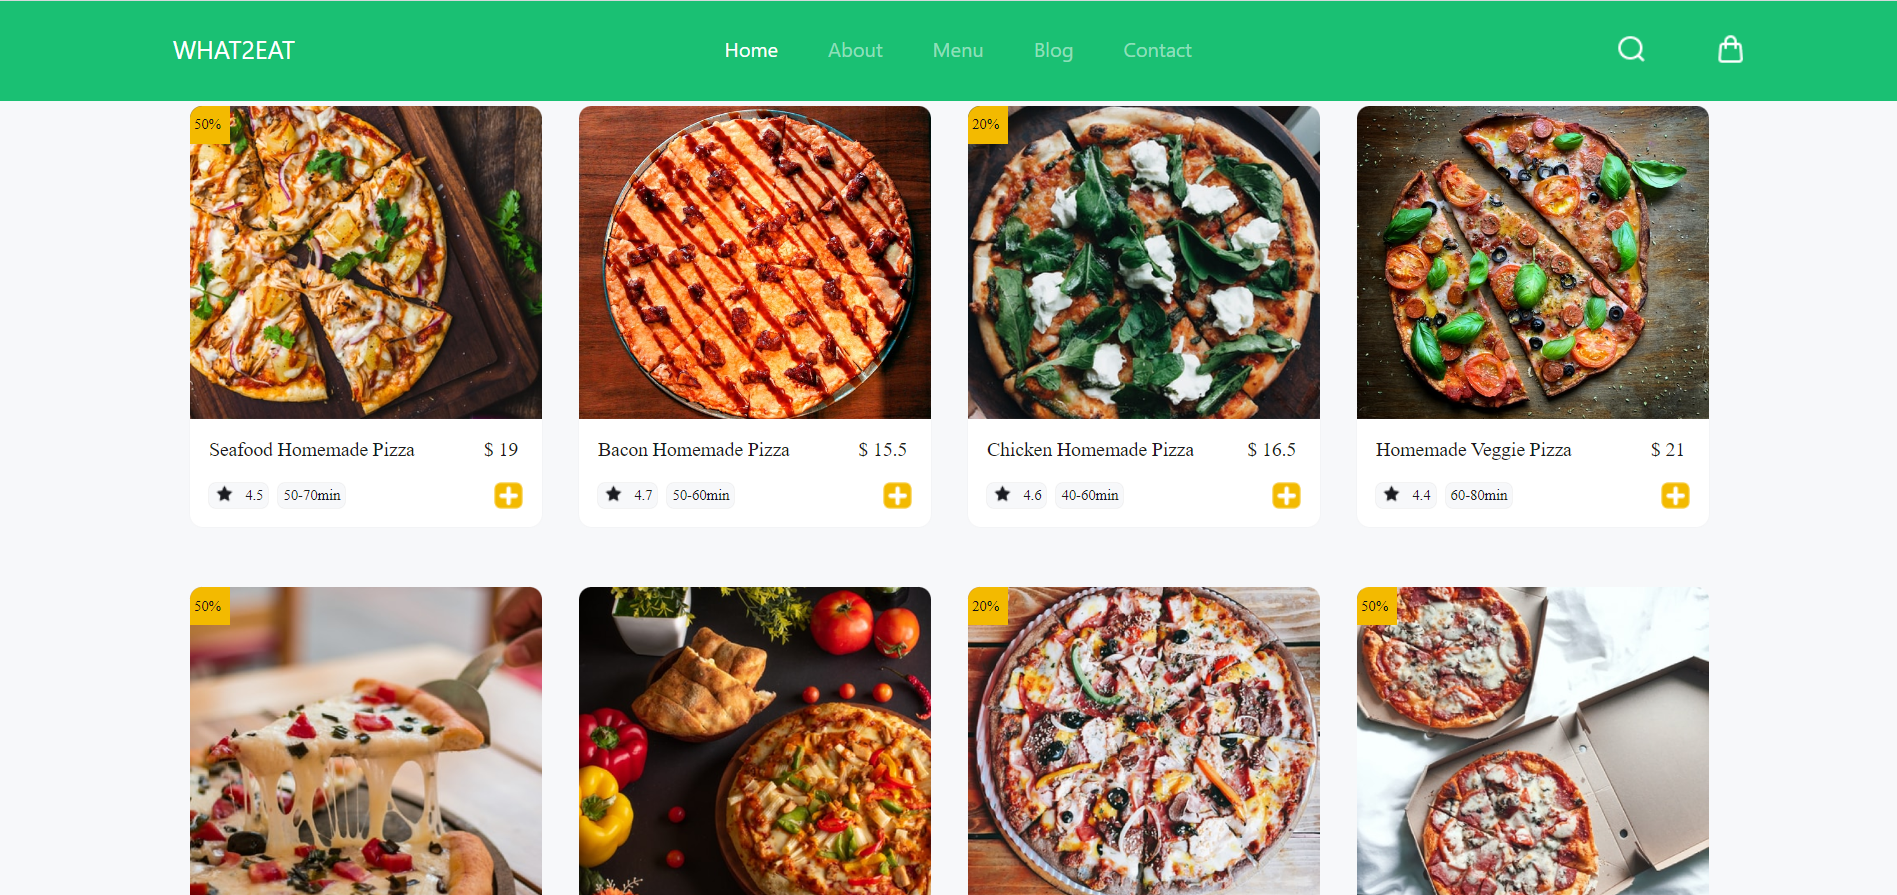 WHAT2EAT
Home About Menu Blog Contact
50%
20%
Seafood Homemade Pizza $ 19
4.5 50-70min
Bacon Homemade Pizza $ 15.5
4.7 50-60min
Chicken Homemade Pizza $ 16.5
4.6 40-60min
Homemade Veggie Pizza $ 21
4.4 60-80min
50%
20%
50%